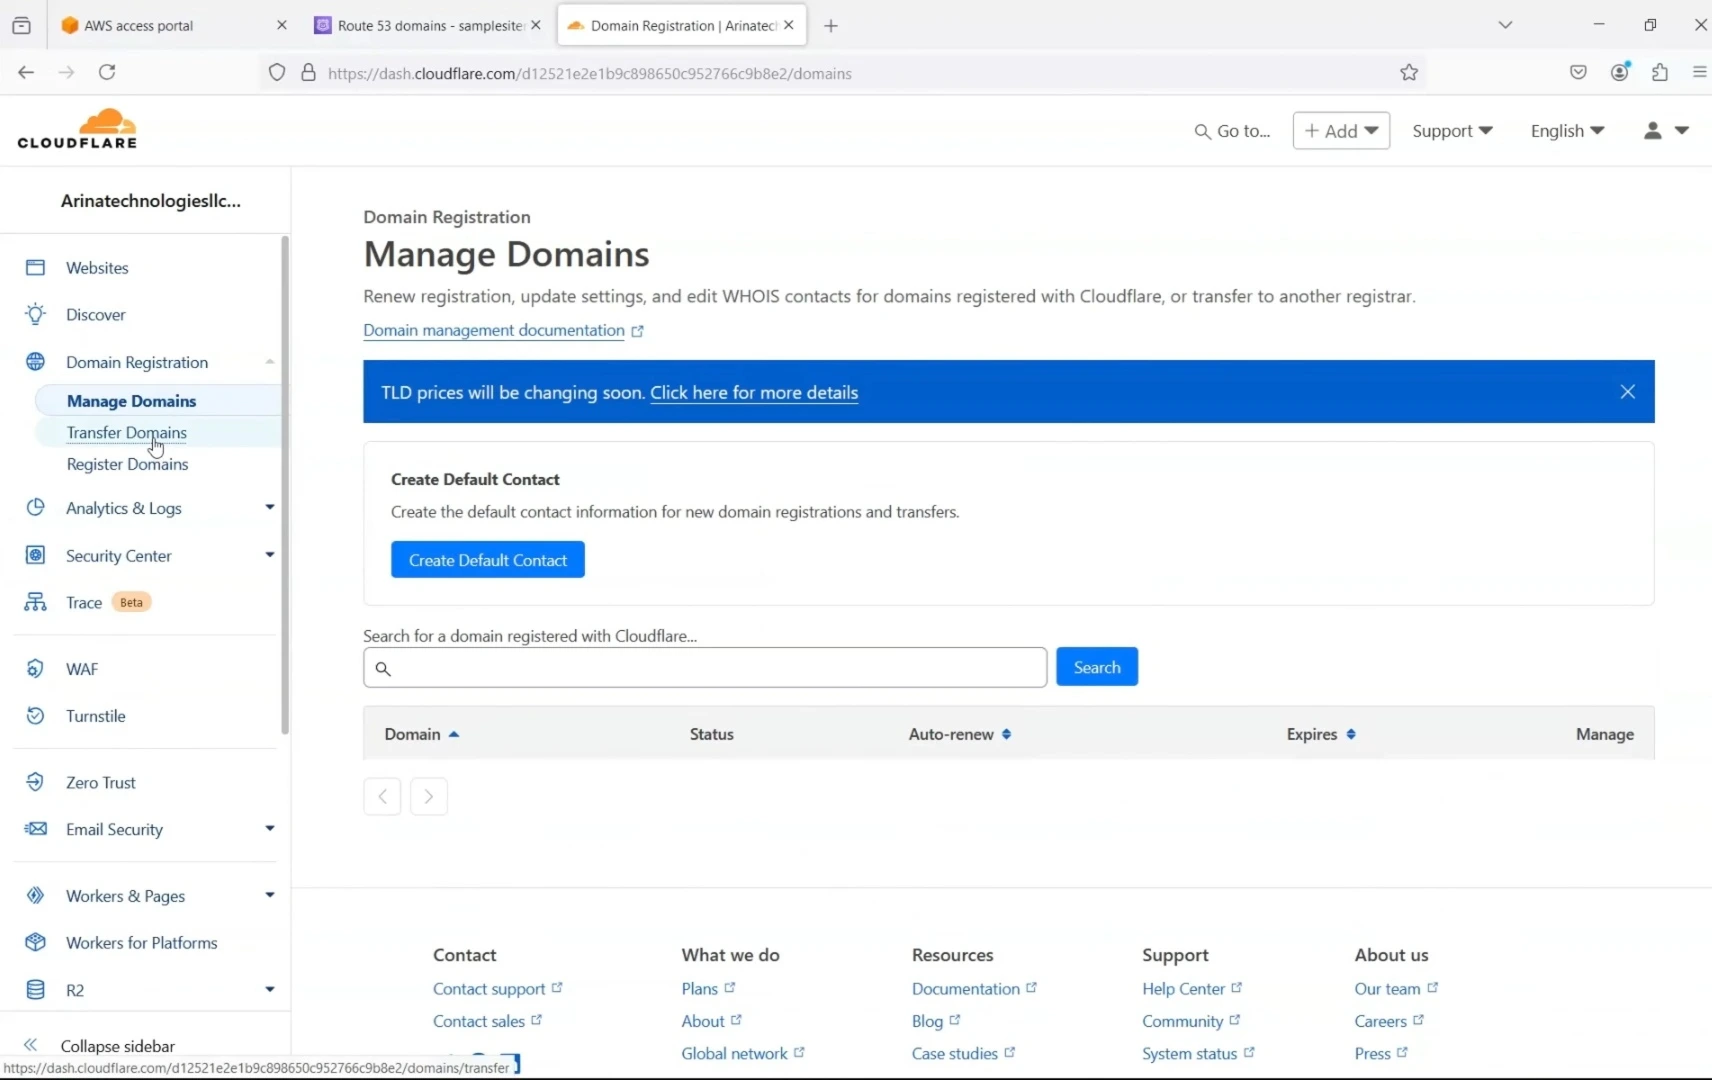 AWS access portal
Route 53 domains - samplesite
Domain Registration | Arinatech
https://dash.cloudflare.com/d12521e2e1b9c898650c952766c9b8e2/domains
CLOUDFLARE
Go to...
+ Add
Support
English
Arinatechnologiesllc...
Websites
Discover
Domain Registration
Manage Domains
Transfer Domains
Register Domains
Analytics & Logs
Security Center
Trace Beta
WAF
Turnstile
Zero Trust
Email Security
Workers & Pages
Workers for Platforms
R2
Collapse sidebar
Domain Registration
Manage Domains
Renew registration, update settings, and edit WHOIS contacts for domains registered with Cloudflare, or transfer to another registrar.
Domain management documentation
TLD prices will be changing soon. Click here for more details
Create Default Contact
Create the default contact information for new domain registrations and transfers.
Create Default Contact
Search for a domain registered with Cloudflare...
Search
Domain Status Auto-renew Expires Manage
Contact
Contact support
Contact sales
What we do
Plans
About
Global network
Resources
Documentation
Blog
Case studies
Support
Help Center
Community
System status
About us
Our team
Careers
Press
https://dash.cloudflare.com/d12521e2e1b9c898650c952766c9b8e2/domains/transfer